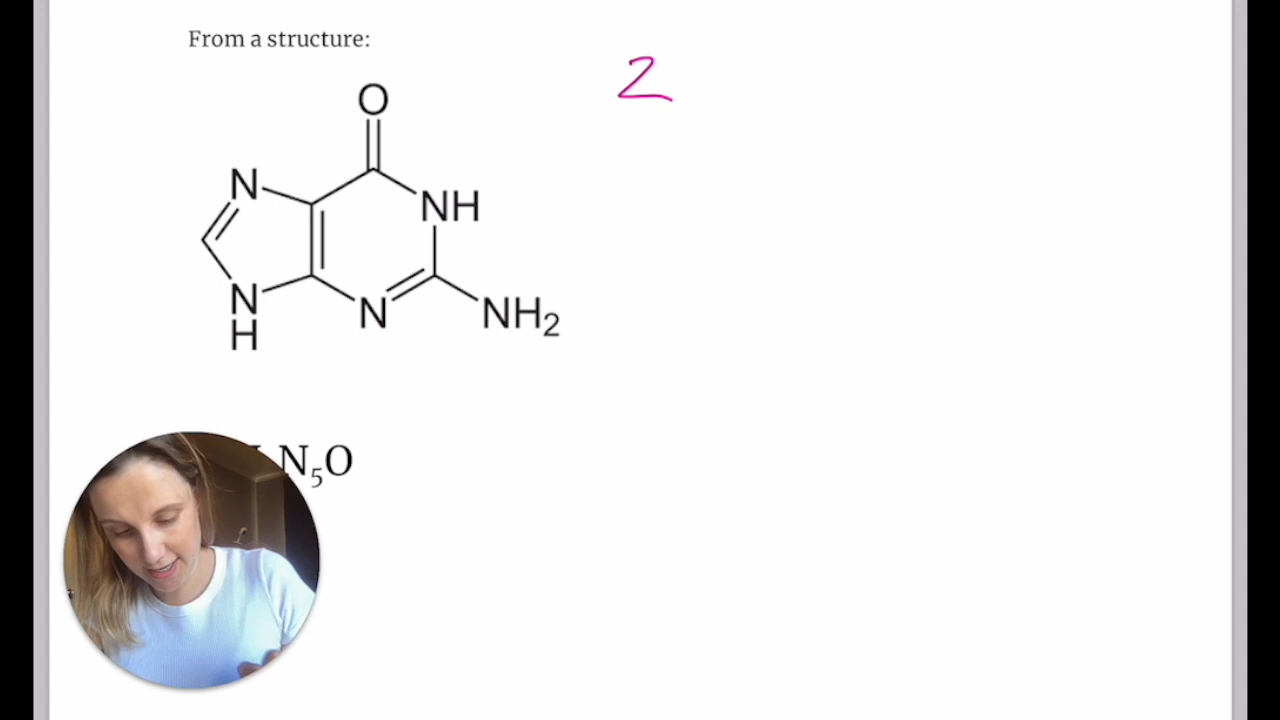 From a structure:
2
O
N
NH
N
H
N
NH₂
N₅O